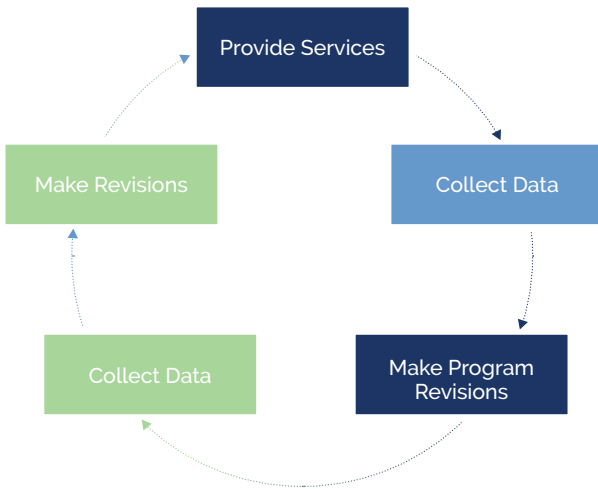 Provide Services
Collect Data
Make Program
Revisions
Collect Data
Make Revisions